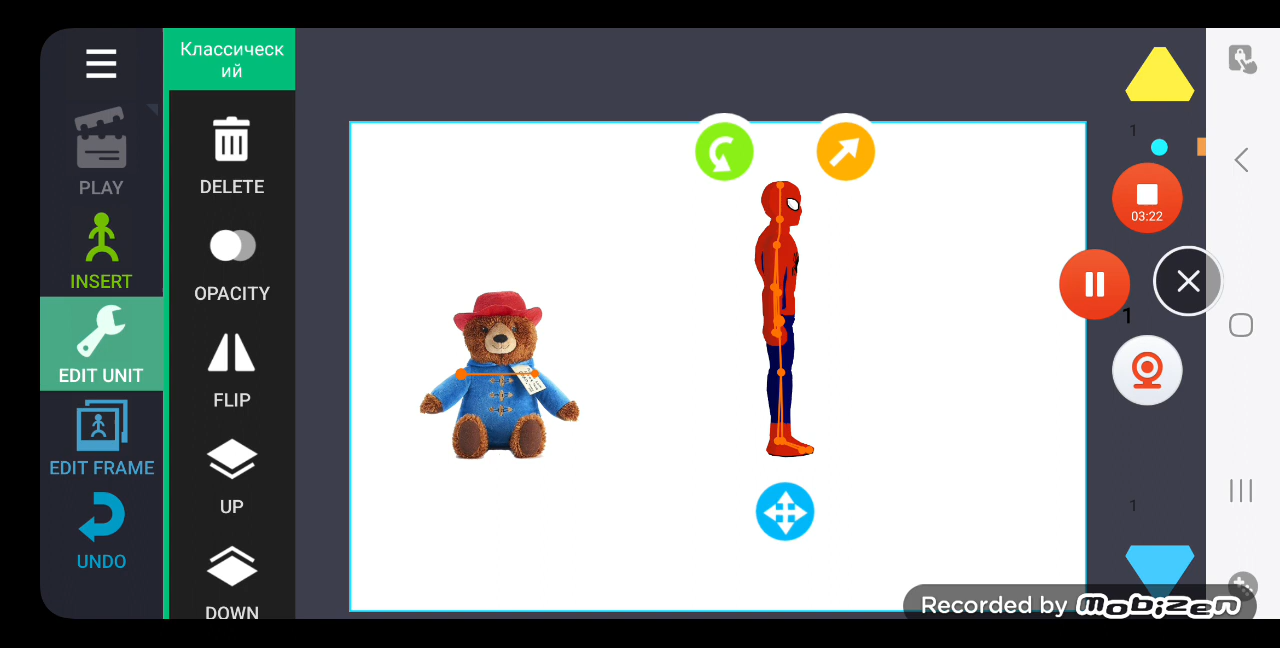 Классическ
ий
PLAY
INSERT
EDIT UNIT
EDIT FRAME
UNDO
DELETE
OPACITY
FLIP
UP
DOWN
1
03:22
1
1
Recorded by Mobizen